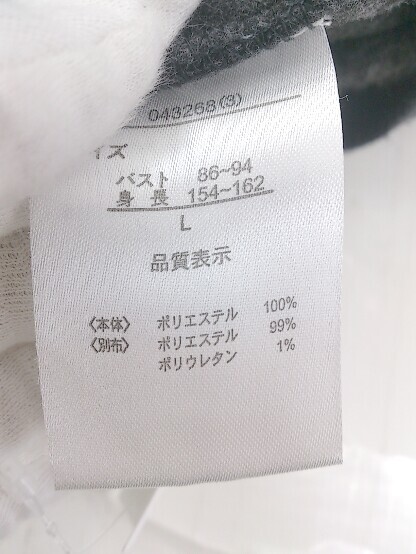 043268(3)
イズ
バスト 86~94
身長 154~162
L
品質表示
〈本体〉 ポリエステル 100%
〈別布〉 ポリエステル 99%
ポリウレタン 1%